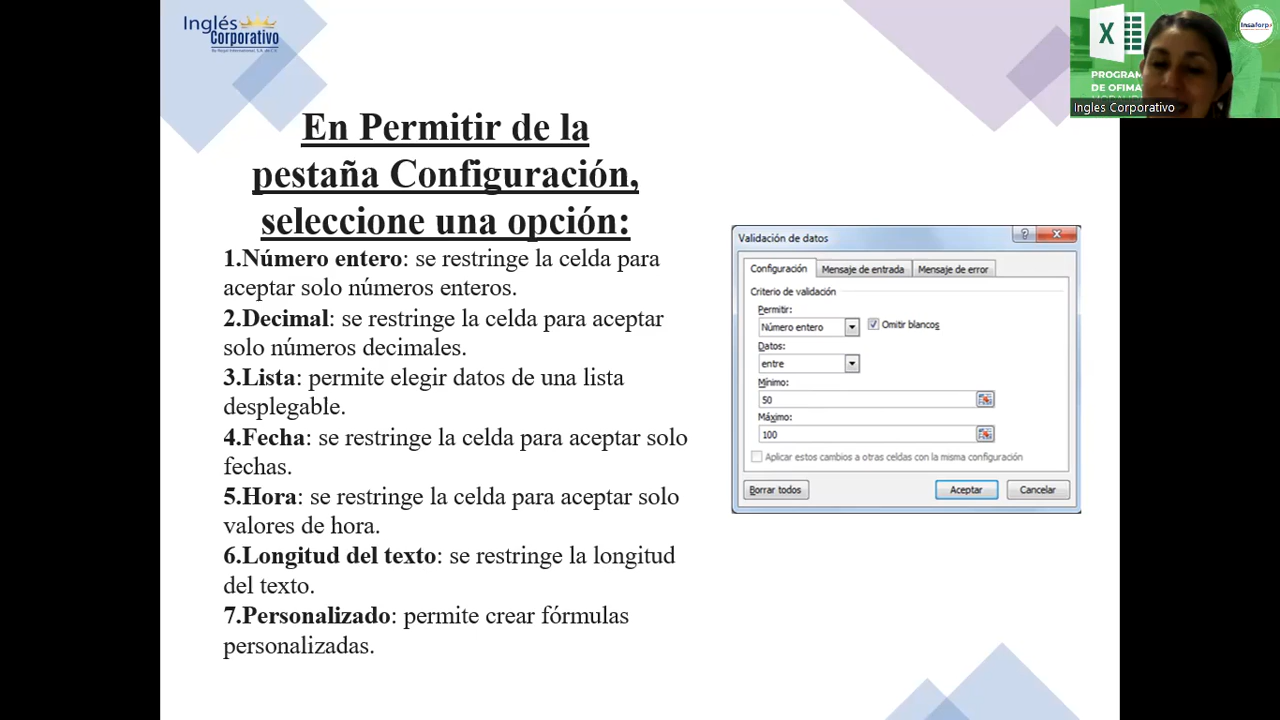 Inglés
Corporativo
En Permitir de la
pestaña Configuración,
seleccione una opción:
1.Número entero: se restringe la celda para
aceptar solo números enteros.
2.Decimal: se restringe la celda para aceptar
solo números decimales.
3.Lista: permite elegir datos de una lista
desplegable.
4.Fecha: se restringe la celda para aceptar solo
fechas.
5.Hora: se restringe la celda para aceptar solo
valores de hora.
6.Longitud del texto: se restringe la longitud
del texto.
7.Personalizado: permite crear fórmulas
personalizadas.
Validación de datos
?
Configuración Mensaje de entrada Mensaje de error
Criterio de validación
Permitir:
Número entero Omitir blancos
Datos:
entre
Mínimo:
50
Máximo:
100
Aplicar estos cambios a otras celdas con la misma configuración
Borrar todos Aceptar Cancelar
X
Insaforp
PROGRAM
DE OFIMA
Ingles Corporativo